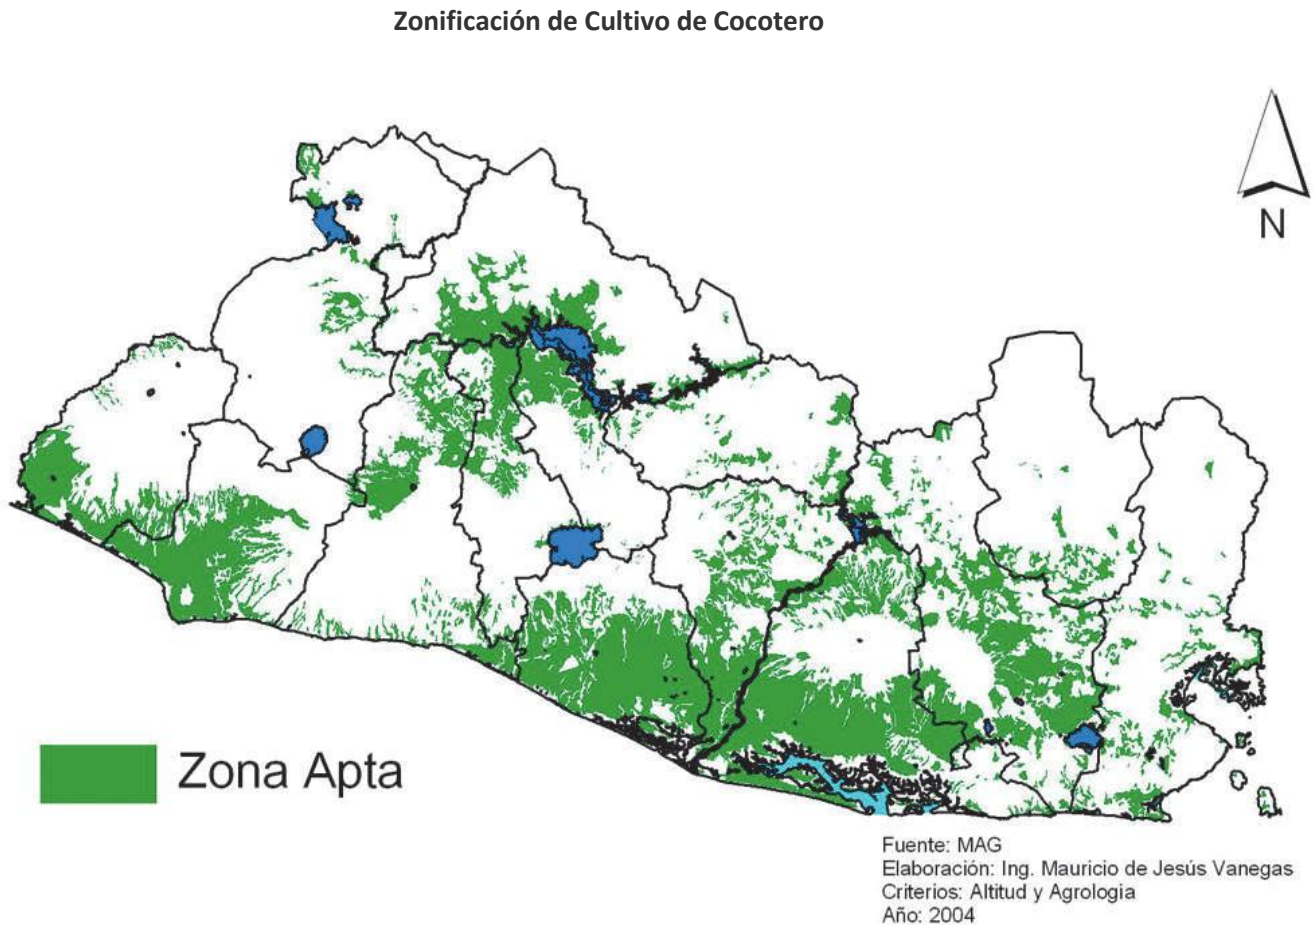 Zonificación de Cultivo de Cocotero
N
Zona Apta
Fuente: MAG
Elaboración: Ing. Mauricio de Jesús Vanegas
Criterios: Altitud y Agrologia
Año: 2004